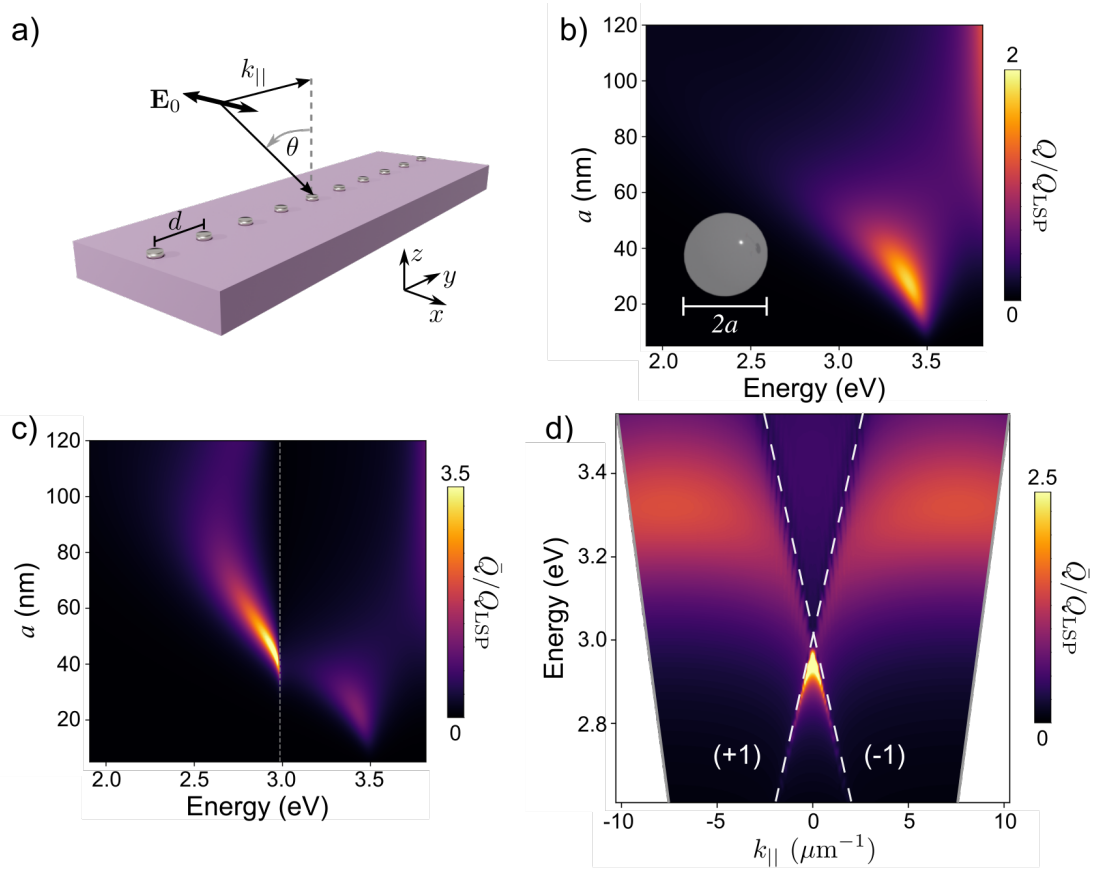 a)
k||
E₀
θ
d
z
y
x
b)
120
100
80
60
40
20
a (nm)
2a
2.0 2.5 3.0 3.5
Energy (eV)
2
0
Q/Q_LSP
c)
120
100
80
60
40
20
a (nm)
2.0 2.5 3.0 3.5
Energy (eV)
3.5
0
Q̄/Q_LSP
d)
3.4
3.2
3.0
2.8
Energy (eV)
(+1) (-1)
-10 -5 0 5 10
k|| (μm⁻¹)
2.5
0
Q̄/Q_LSP